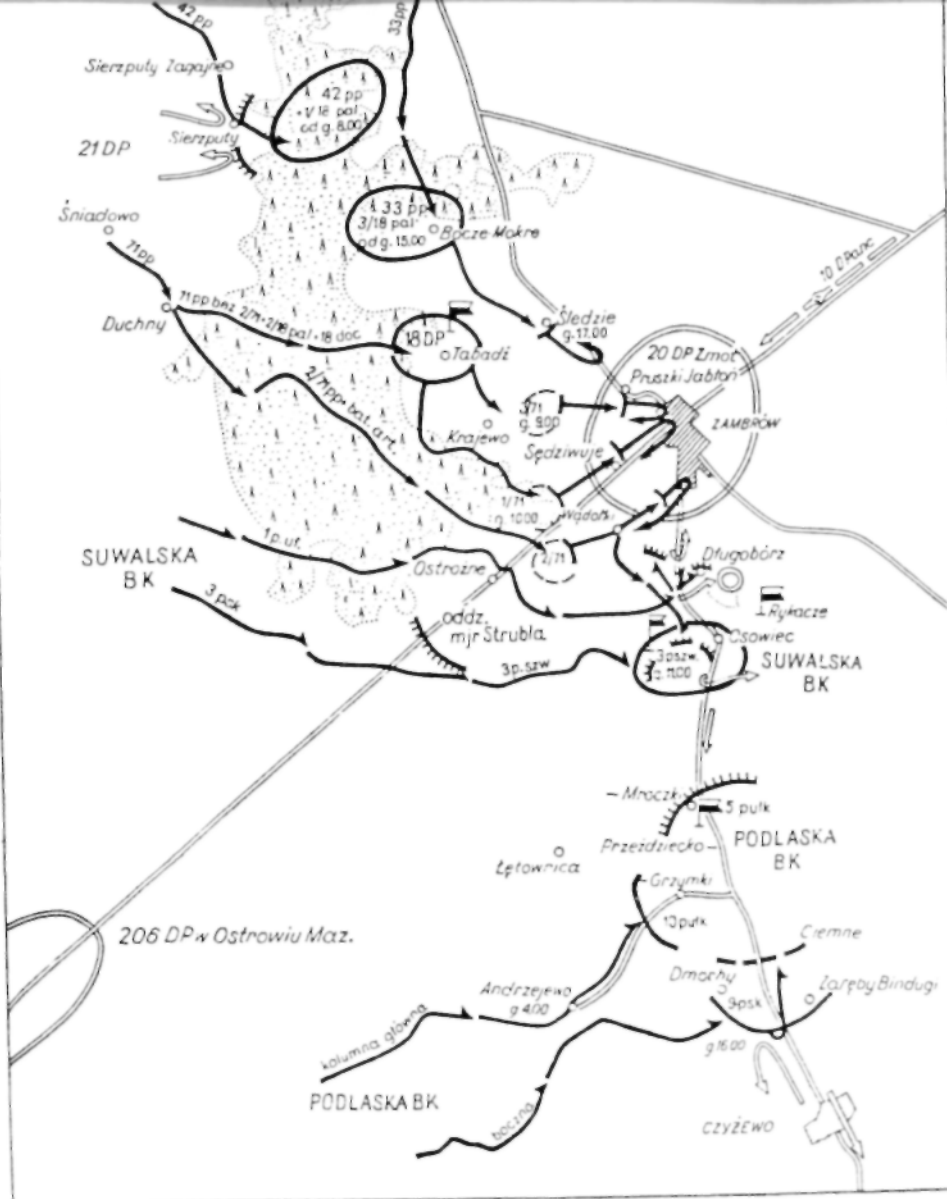 42 pp
33 pp
Sierzputy Zagajne
42 pp
+1/18 pal
od g. 8.00
Sierzputy
21 DP
Śniadowo
33 pp
3/18 pal
od g. 15.00
Bacze Mokre
71 pp
10 DPanc
Duchny
71 pp bez 2/71+2/18 pal+18 dac
Śledzie
g. 17.00
18 DP
Tabądź
20 DP Zmot
Pruszki Jabłoń
2/71 pp+bat. art.
3/71
g. 9.00
ZAMBRÓW
Krajewo
Sędziwuje
1/71
g. 10.00
Wądołki
1 p. uł.
2/71
Długobórz
SUWALSKA
BK
Ostrożne
3 psk
Rykacze
oddz.
mjr Strubla
Osowiec
3 p. szw.
g. 11.00
3 p. szw
SUWALSKA
BK
Mroczki
5 pułk
Przeździecko
PODLASKA
BK
Łętownica
Grzymki
10 pułk
206 DP w Ostrowiu Maz.
Ciemne
Dmochy
Andrzejewo
g 4.00
9 psk
Zaręby Bindugi
kolumna główna
g 16.00
PODLASKA BK
boczna
CZYŻEWO